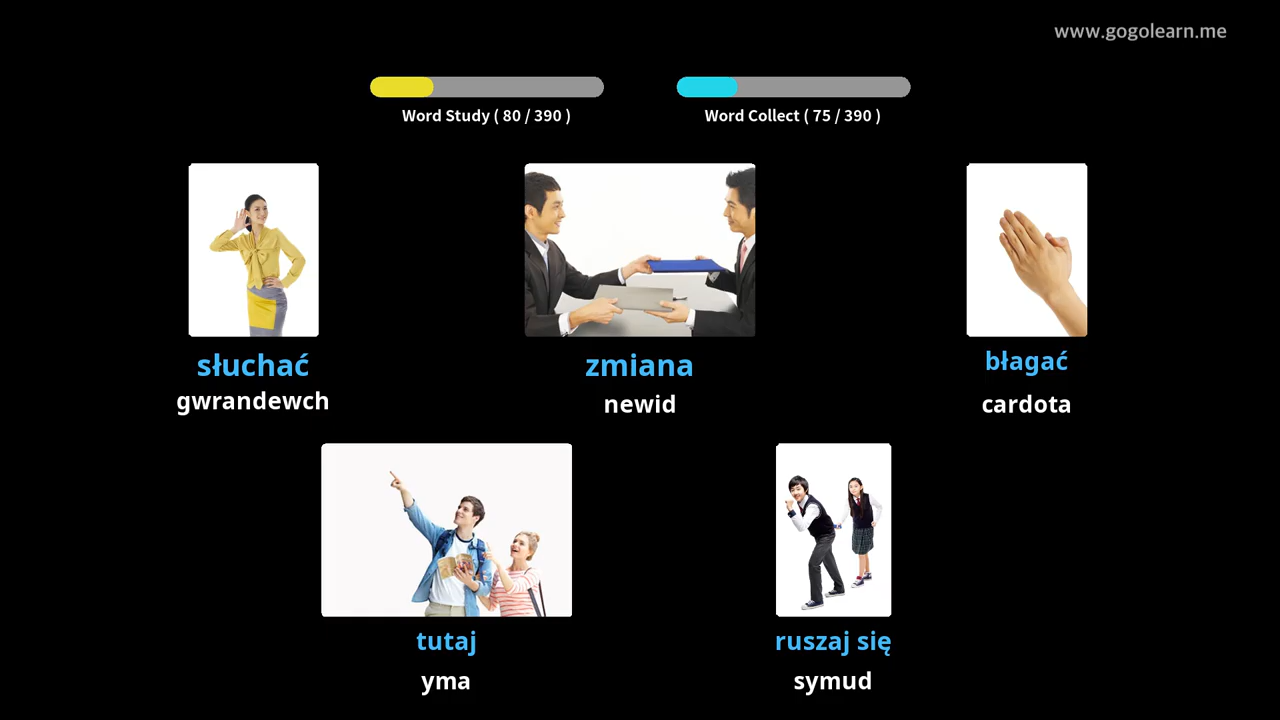 www.gogolearn.me
Word Study ( 80 / 390 )
Word Collect ( 75 / 390 )
słuchać
gwrandewch
zmiana
newid
błagać
cardota
tutaj
yma
ruszaj się
symud